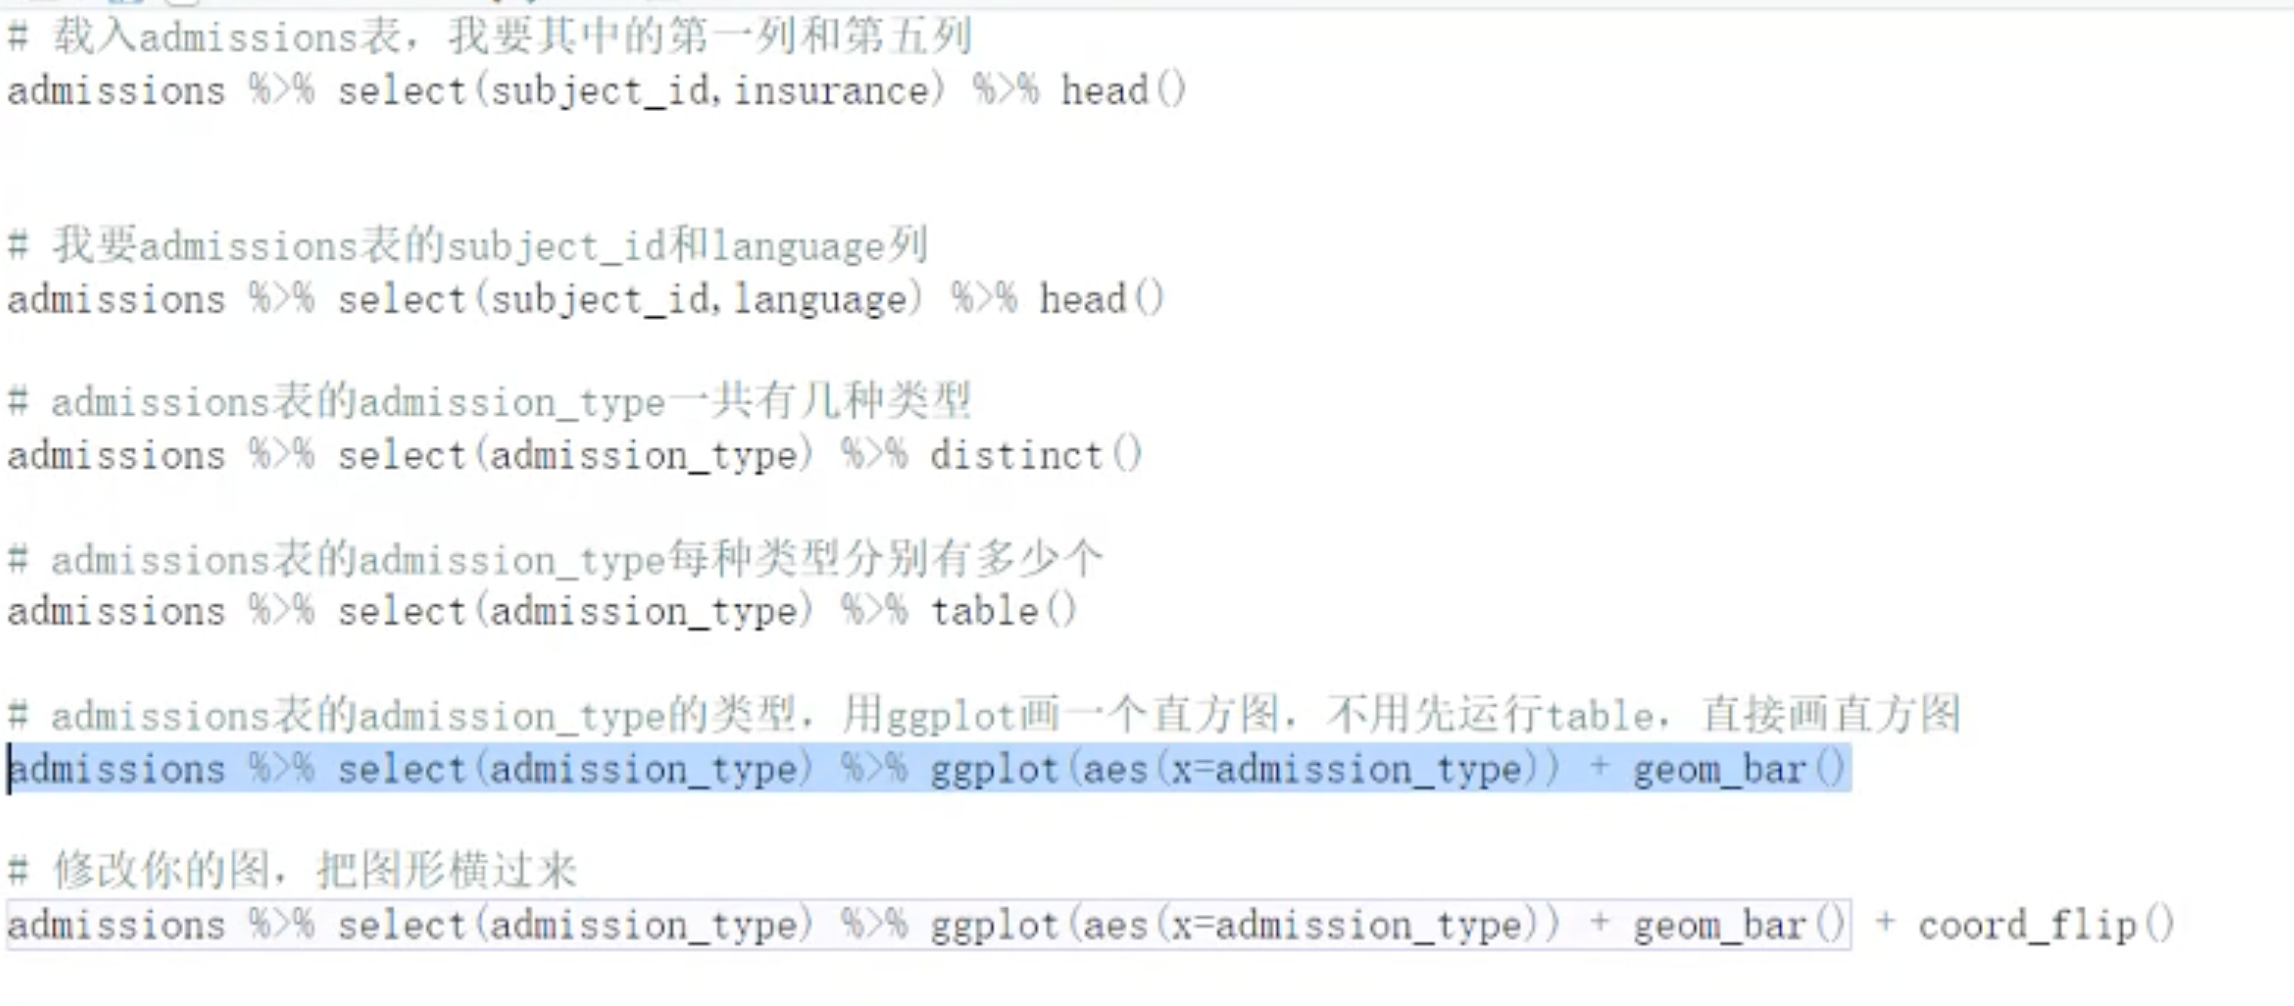 # 载入admissions表，我要其中的第一列和第五列
admissions %>% select(subject_id,insurance) %>% head()
# 我要admissions表的subject_id和language列
admissions %>% select(subject_id,language) %>% head()
# admissions表的admission_type一共有几种类型
admissions %>% select(admission_type) %>% distinct()
# admissions表的admission_type每种类型分别有多少个
admissions %>% select(admission_type) %>% table()
# admissions表的admission_type的类型，用ggplot画一个直方图，不用先运行table，直接画直方图
admissions %>% select(admission_type) %>% ggplot(aes(x=admission_type)) + geom_bar()
# 修改你的图，把图形横过来
admissions %>% select(admission_type) %>% ggplot(aes(x=admission_type)) + geom_bar() + coord_flip()